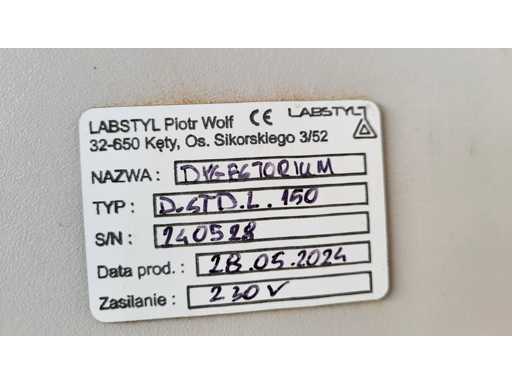 LABSTYL Piotr Wolf CE LABSTYL
32-650 Kęty, Os. Sikorskiego 3/52
NAZWA: DYGESTORIUM
TYP: D.STD.L.150
S/N: 240528
Data prod.: 28.05.2024
Zasilanie: 230V